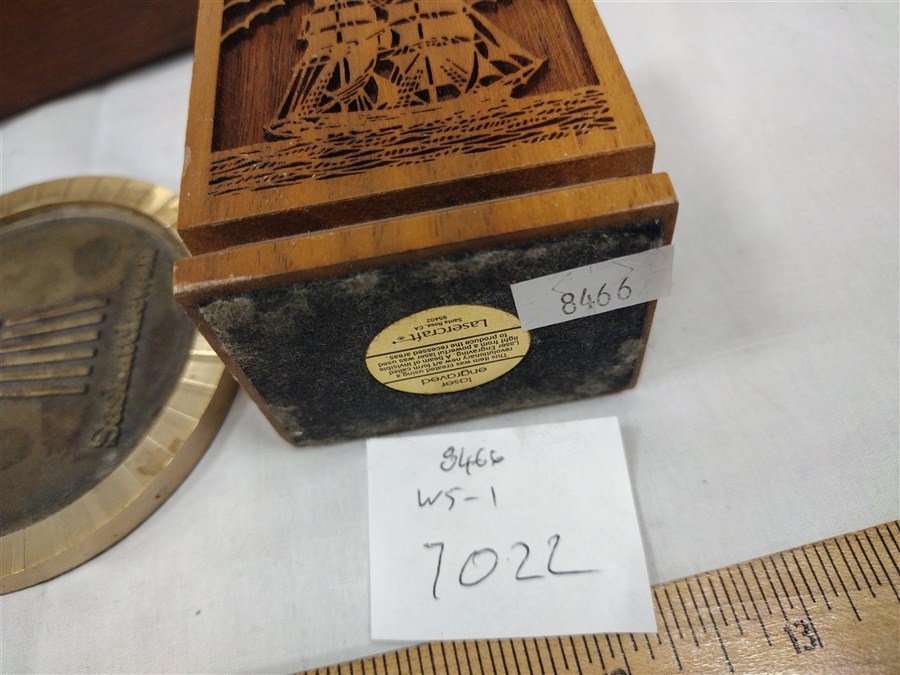 8466
Lasercraft®
Santa Rosa, CA
95402
This item was created using a
revolutionary new art form called
Laser Engraving. A beam of invisible
light from a powerful laser was used
to produce the recessed areas
laser
engraved
Saskatchewan
8466
W5-1
7022
13